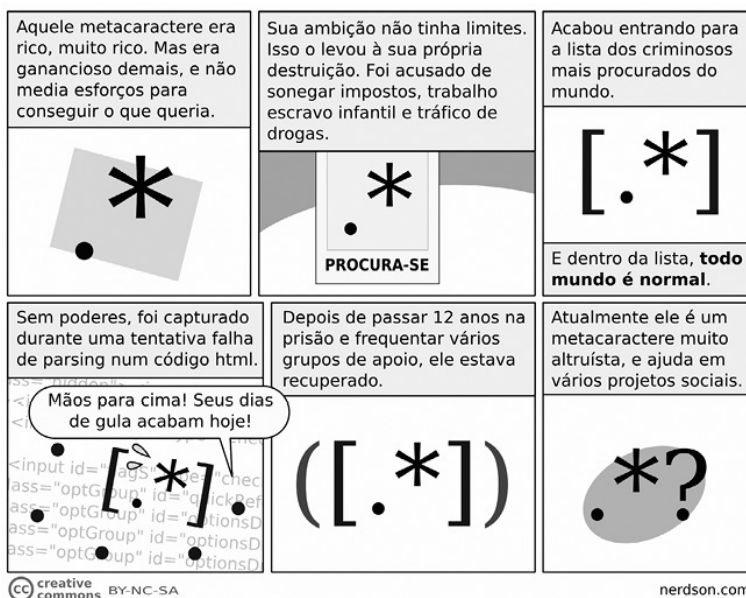 Aquele metacaractere era
rico, muito rico. Mas era
ganancioso demais, e não
media esforços para
conseguir o que queria.
.*
Sua ambição não tinha limites.
Isso o levou à sua própria
destruição. Foi acusado de
sonegar impostos, trabalho
escravo infantil e tráfico de
drogas.
.*
PROCURA-SE
Acabou entrando para
a lista dos criminosos
mais procurados do
mundo.
[.*]
E dentro da lista, todo
mundo é normal.
Sem poderes, foi capturado
durante uma tentativa falha
de parsing num código html.
Mãos para cima! Seus dias
de gula acabam hoje!
[.*]
<input id=
ass="optGroup" id=
ass="optGroup" id="optionsD
ass="optGroup" id="optionsD
ass="optGroup" id="optionsD
Depois de passar 12 anos na
prisão e frequentar vários
grupos de apoio, ele estava
recuperado.
([.*])
Atualmente ele é um
metacaractere muito
altruísta, e ajuda em
vários projetos sociais.
.*?
cc creative commons BY-NC-SA
nerdson.com